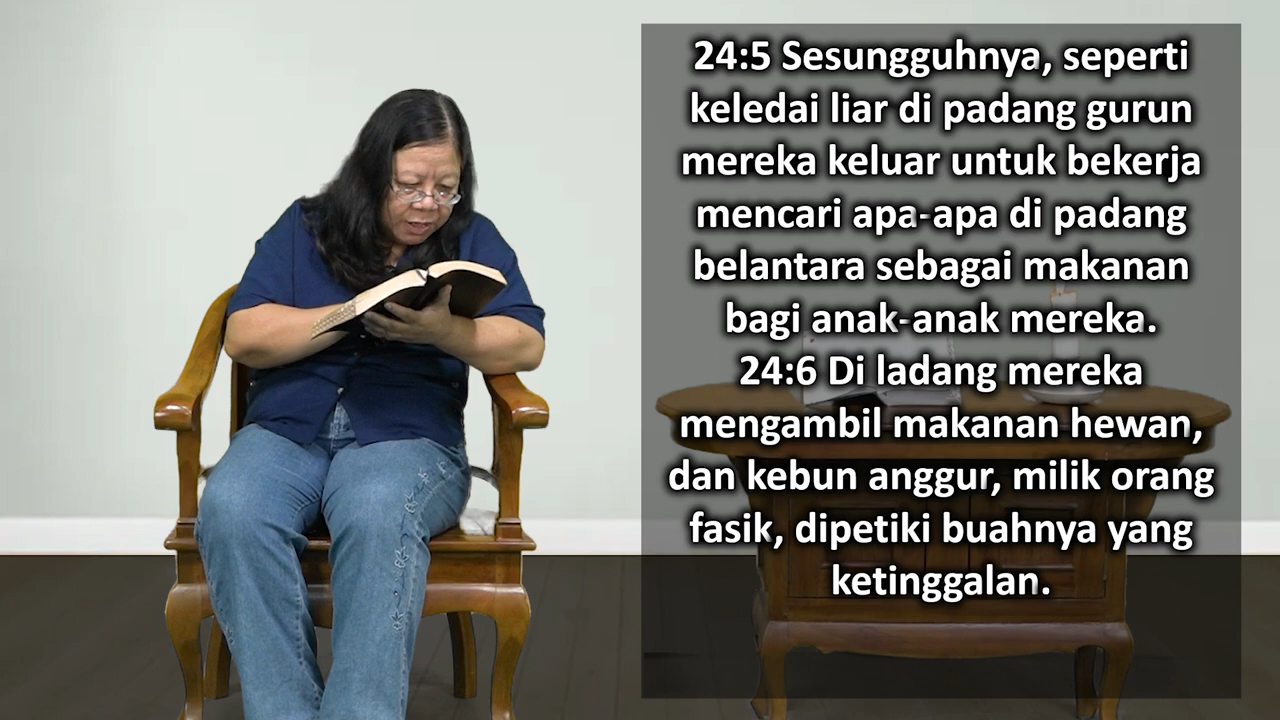 24:5 Sesungguhnya, seperti
keledai liar di padang gurun
mereka keluar untuk bekerja
mencari apa-apa di padang
belantara sebagai makanan
bagi anak-anak mereka.
24:6 Di ladang mereka
mengambil makanan hewan,
dan kebun anggur, milik orang
fasik, dipetiki buahnya yang
ketinggalan.